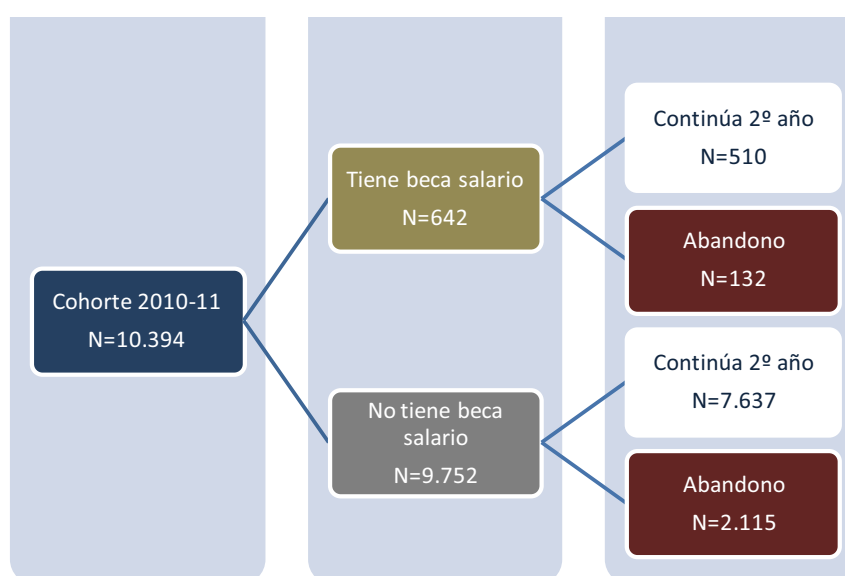 Cohorte 2010-11
N=10.394
Tiene beca salario
N=642
No tiene beca
salario
N=9.752
Continúa 2º año
N=510
Abandono
N=132
Continúa 2º año
N=7.637
Abandono
N=2.115